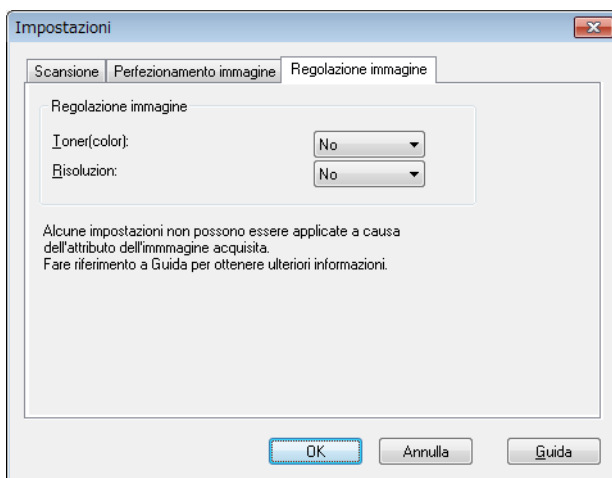 Impostazioni
Scansione Perfezionamento immagine Regolazione immagine
Regolazione immagine
Toner(color): No
Risoluzion: No
Alcune impostazioni non possono essere applicate a causa
dell'attributo dell'immmagine acquisita.
Fare riferimento a Guida per ottenere ulteriori informazioni.
OK Annulla Guida